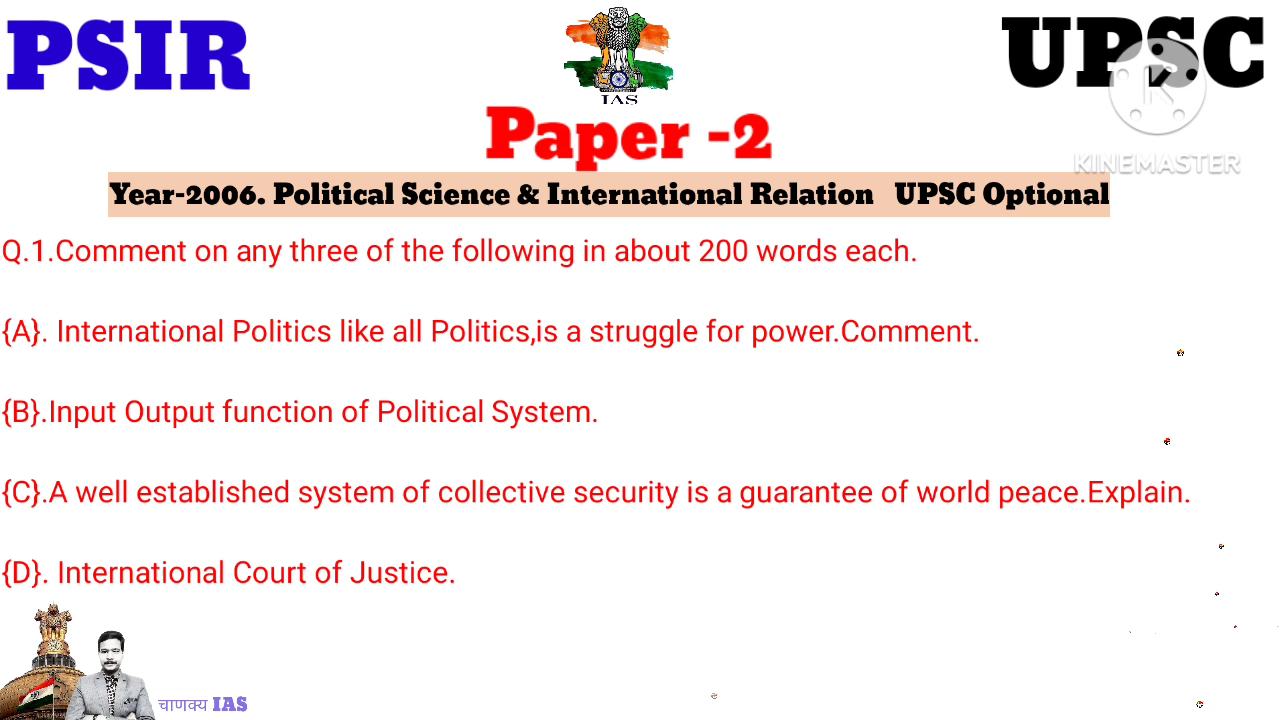 PSIR
IAS
UPSC
KINEMASTER
Paper -2
Year-2006. Political Science & International Relation UPSC Optional
Q.1.Comment on any three of the following in about 200 words each.
{A}. International Politics like all Politics,is a struggle for power.Comment.
{B}.Input Output function of Political System.
{C}.A well established system of collective security is a guarantee of world peace.Explain.
{D}. International Court of Justice.
चाणक्य IAS